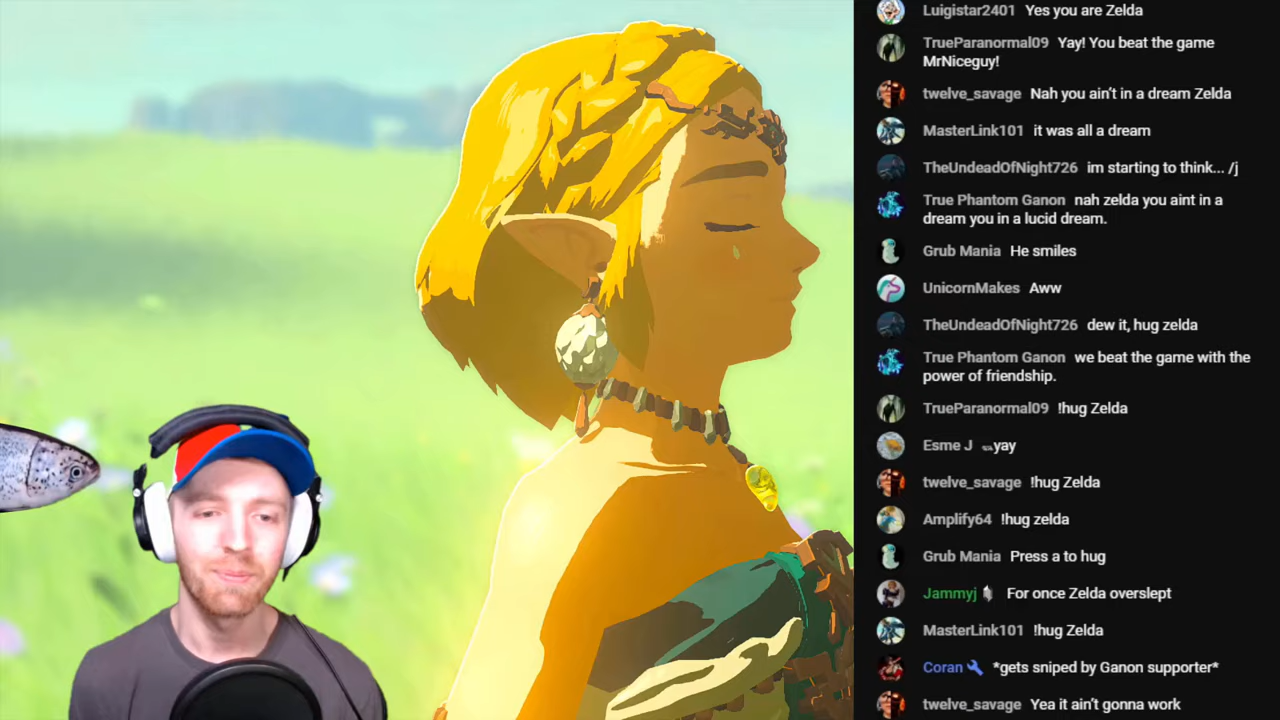 Luigistar2401 Yes you are Zelda
TrueParanormal09 Yay! You beat the game
MrNiceguy!
twelve_savage Nah you ain't in a dream Zelda
MasterLink101 it was all a dream
TheUndeadOfNight726 im starting to think... /j
True Phantom Ganon nah zelda you aint in a
dream you in a lucid dream.
Grub Mania He smiles
UnicornMakes Aww
TheUndeadOfNight726 dew it, hug zelda
True Phantom Ganon we beat the game with the
power of friendship.
TrueParanormal09 !hug Zelda
Esme J yay
twelve_savage !hug Zelda
Amplify64 !hug zelda
Grub Mania Press a to hug
Jammyj For once Zelda overslept
MasterLink101 !hug Zelda
Coran *gets sniped by Ganon supporter*
twelve_savage Yea it ain't gonna work